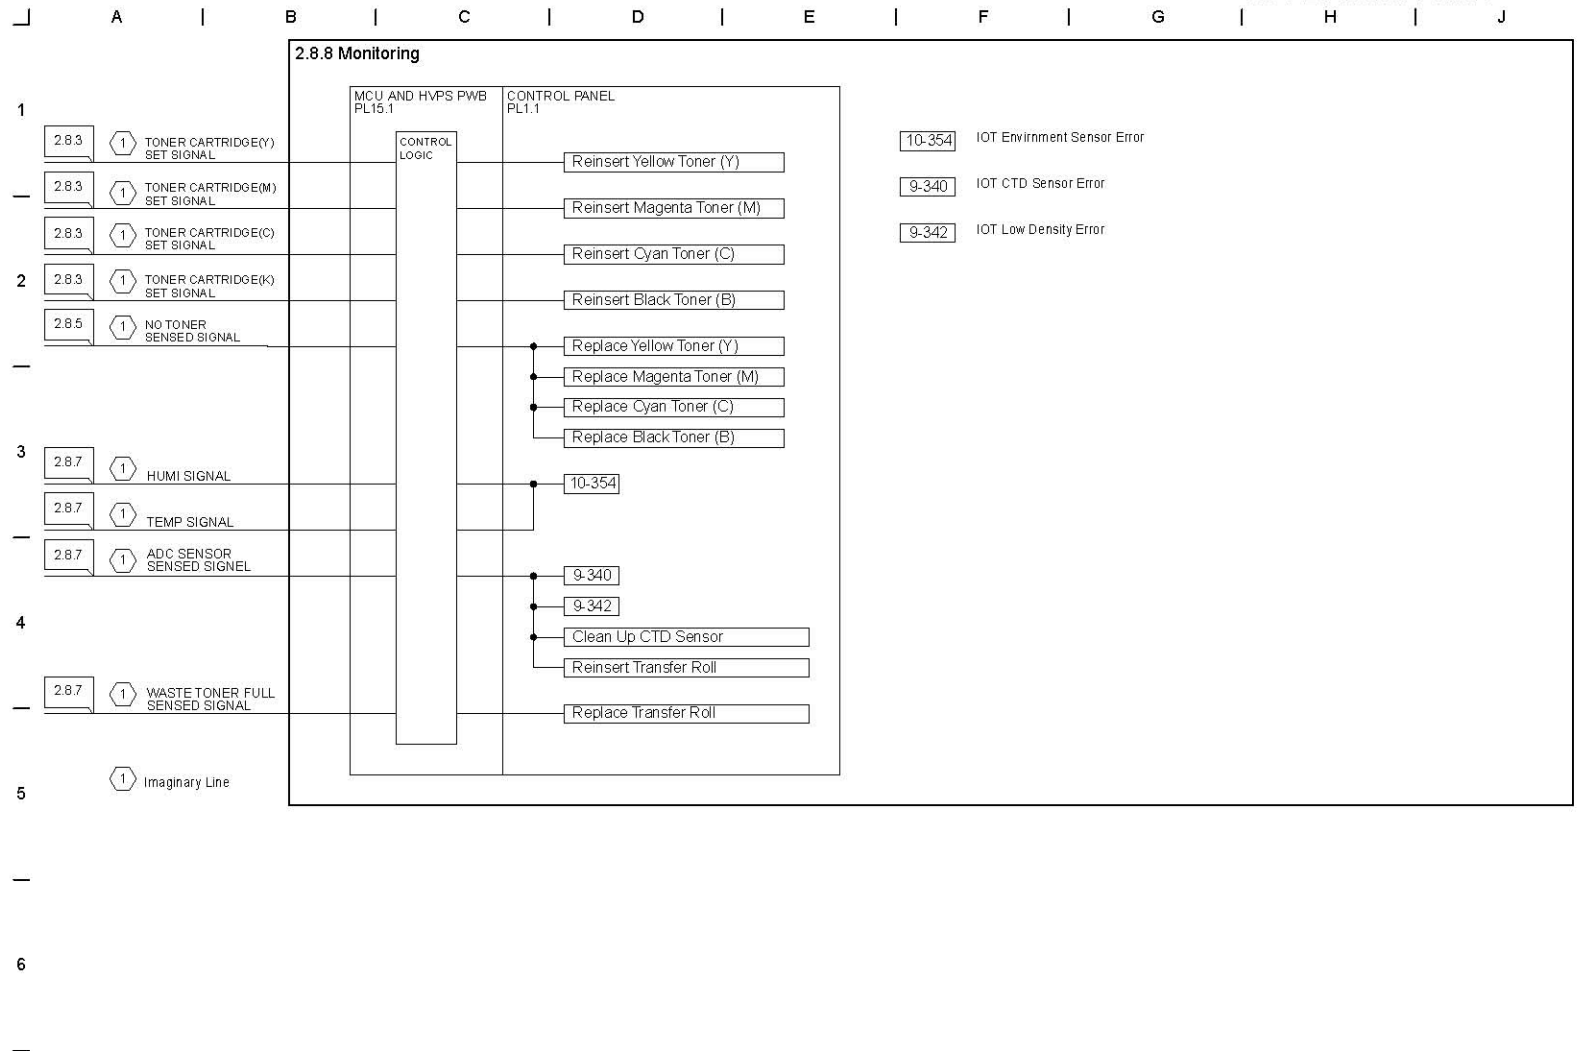 A B C D E F G H J
2.8.8 Monitoring
MCU AND HVPS PWB
PL15.1
CONTROL PANEL
PL1.1
1
2.8.3 1 TONER CARTRIDGE(Y)
SET SIGNAL
CONTROL
LOGIC
Reinsert Yellow Toner (Y)
10-354 IOT Envirnment Sensor Error
2.8.3 1 TONER CARTRIDGE(M)
SET SIGNAL
Reinsert Magenta Toner (M)
9-340 IOT CTD Sensor Error
2.8.3 1 TONER CARTRIDGE(C)
SET SIGNAL
Reinsert Cyan Toner (C)
9-342 IOT Low Density Error
2
2.8.3 1 TONER CARTRIDGE(K)
SET SIGNAL
Reinsert Black Toner (B)
2.8.5 1 NO TONER
SENSED SIGNAL
Replace Yellow Toner (Y)
Replace Magenta Toner (M)
Replace Cyan Toner (C)
Replace Black Toner (B)
3
2.8.7 1 HUMI SIGNAL
10-354
2.8.7 1 TEMP SIGNAL
2.8.7 1 ADC SENSOR
SENSED SIGNEL
9-340
9-342
4
Clean Up CTD Sensor
Reinsert Transfer Roll
2.8.7 1 WASTE TONER FULL
SENSED SIGNAL
Replace Transfer Roll
1 Imaginary Line
5
6